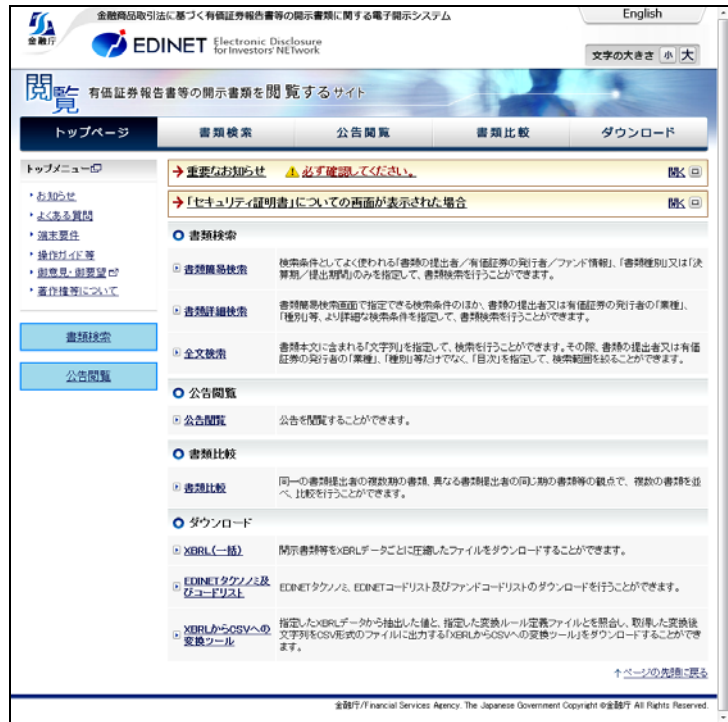 金融商品取引法に基づく有価証券報告書等の開示書類に関する電子開示システム
English
金融庁
EDINET Electronic Disclosure
for Investors' NETwork
文字の大きさ 小 大
閲覧 有価証券報告書等の開示書類を閲覧するサイト
トップページ 書類検索 公告閲覧 書類比較 ダウンロード
トップメニュー
・お知らせ
・よくある質問
・端末要件
・操作ガイド等
・御意見・御要望
・著作権等について
書類検索
公告閲覧
重要なお知らせ 必ず確認してください。 開く
「セキュリティ証明書」についての画面が表示された場合 開く
書類検索
書類簡易検索
検索条件としてよく使われる「書類の提出者/有価証券の発行者/ファンド情報」、「書類種別」又は「決
算期/提出期間」のみを指定して、書類検索を行うことができます。
書類詳細検索
書類簡易検索画面で指定できる検索条件のほか、書類の提出者又は有価証券の発行者の「業種」、
「種別」等、より詳細な検索条件を指定して、書類検索を行うことができます。
全文検索
書類本文に含まれる「文字列」を指定して、検索を行うことができます。その際、書類の提出者又は有価
証券の発行者の「業種」、「種別」等だけでなく、「目次」を指定して、検索範囲を絞ることができます。
公告閲覧
公告閲覧
公告を閲覧することができます。
書類比較
書類比較
同一の書類提出者の複数期の書類、異なる書類提出者の同じ期の書類等の観点で、複数の書類を並
べ、比較を行うことができます。
ダウンロード
XBRL(一括)
開示書類等をXBRLデータごとに圧縮したファイルをダウンロードすることができます。
EDINETタクソノミ及
びコードリスト
EDINETタクソノミ、EDINETコードリスト及びファンドコードリストのダウンロードを行うことができます。
XBRLからCSVへの
変換ツール
指定したXBRLデータから抽出した値と、指定した変換ルール定義ファイルとを照合し、取得した変換後
文字列をCSV形式のファイルに出力する「XBRLからCSVへの変換ツール」をダウンロードすることができ
ます。
↑ページの先頭に戻る
金融庁/Financial Services Agency, The Japanese Government Copyright ©金融庁 All Rights Reserved.